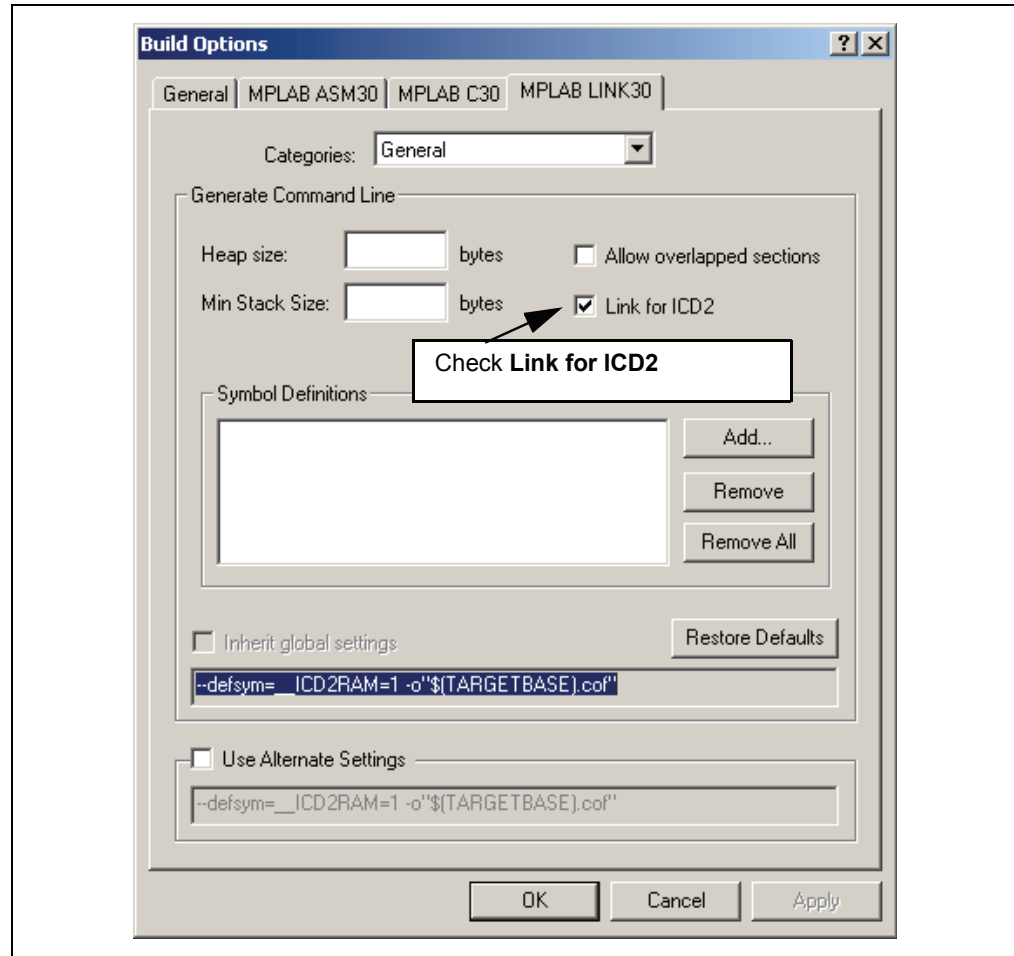 Build Options
General MPLAB ASM30 MPLAB C30 MPLAB LINK30
Categories: General
Generate Command Line
Heap size: bytes Allow overlapped sections
Min Stack Size: bytes Link for ICD2
Check Link for ICD2
Symbol Definitions
Add...
Remove
Remove All
Inherit global settings Restore Defaults
--defsym=__ICD2RAM=1 -o"$(TARGETBASE).cof"
Use Alternate Settings
--defsym=__ICD2RAM=1 -o"$(TARGETBASE).cof"
OK Cancel Apply